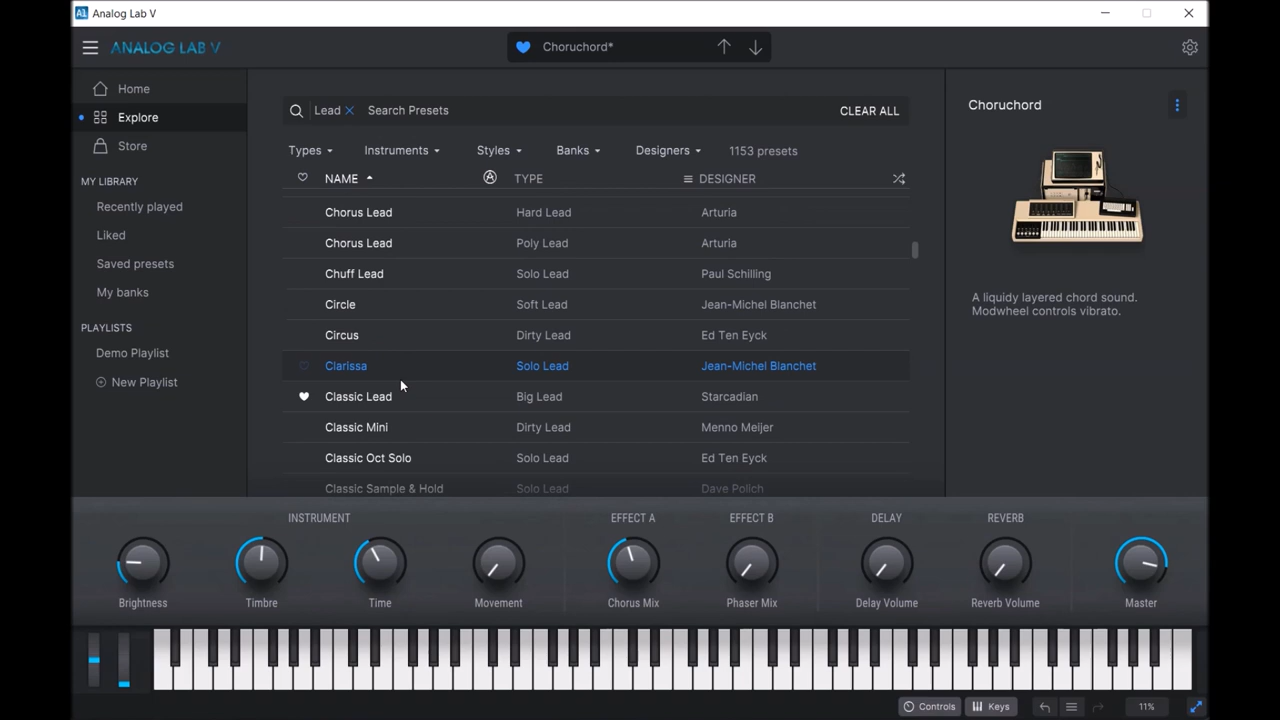 Analog Lab V
ANALOG LAB V
Choruchord*
Home
Explore
Store
MY LIBRARY
Recently played
Liked
Saved presets
My banks
PLAYLISTS
Demo Playlist
New Playlist
Lead Search Presets CLEAR ALL
Types Instruments Styles Banks Designers 1153 presets
NAME TYPE DESIGNER
Chorus Lead Hard Lead Arturia
Chorus Lead Poly Lead Arturia
Chuff Lead Solo Lead Paul Schilling
Circle Soft Lead Jean-Michel Blanchet
Circus Dirty Lead Ed Ten Eyck
Clarissa Solo Lead Jean-Michel Blanchet
Classic Lead Big Lead Starcadian
Classic Mini Dirty Lead Menno Meijer
Classic Oct Solo Solo Lead Ed Ten Eyck
Classic Sample & Hold Solo Lead Dave Polich
Choruchord
A liquidy layered chord sound.
Modwheel controls vibrato.
INSTRUMENT EFFECT A EFFECT B DELAY REVERB
Brightness Timbre Time Movement Chorus Mix Phaser Mix Delay Volume Reverb Volume Master
Controls Keys 11%